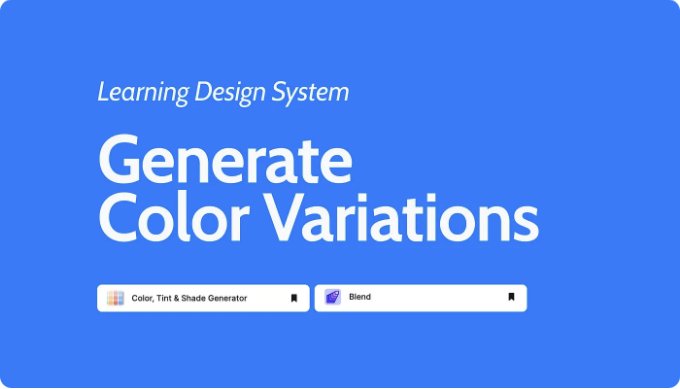 Learning Design System
Generate
Color Variations
Color, Tint & Shade Generator
Blend